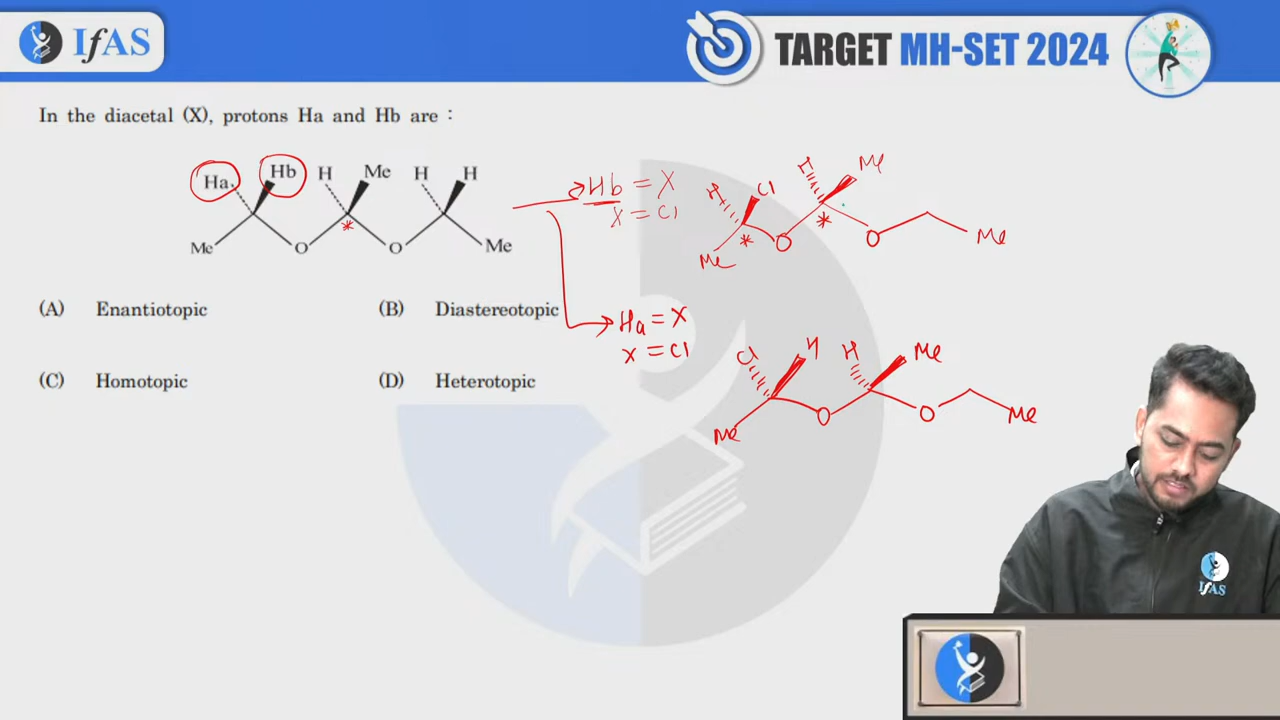 IfAS
TARGET MH-SET 2024
In the diacetal (X), protons Ha and Hb are :
Ha Hb H Me H H
*
Me O O Me
(A) Enantiotopic (B) Diastereotopic
(C) Homotopic (D) Heterotopic
Hb = X
X = Cl
H Cl H Me
* *
Me O O Me
Ha = X
X = Cl
Cl H H Me
Me O O Me
IfAS